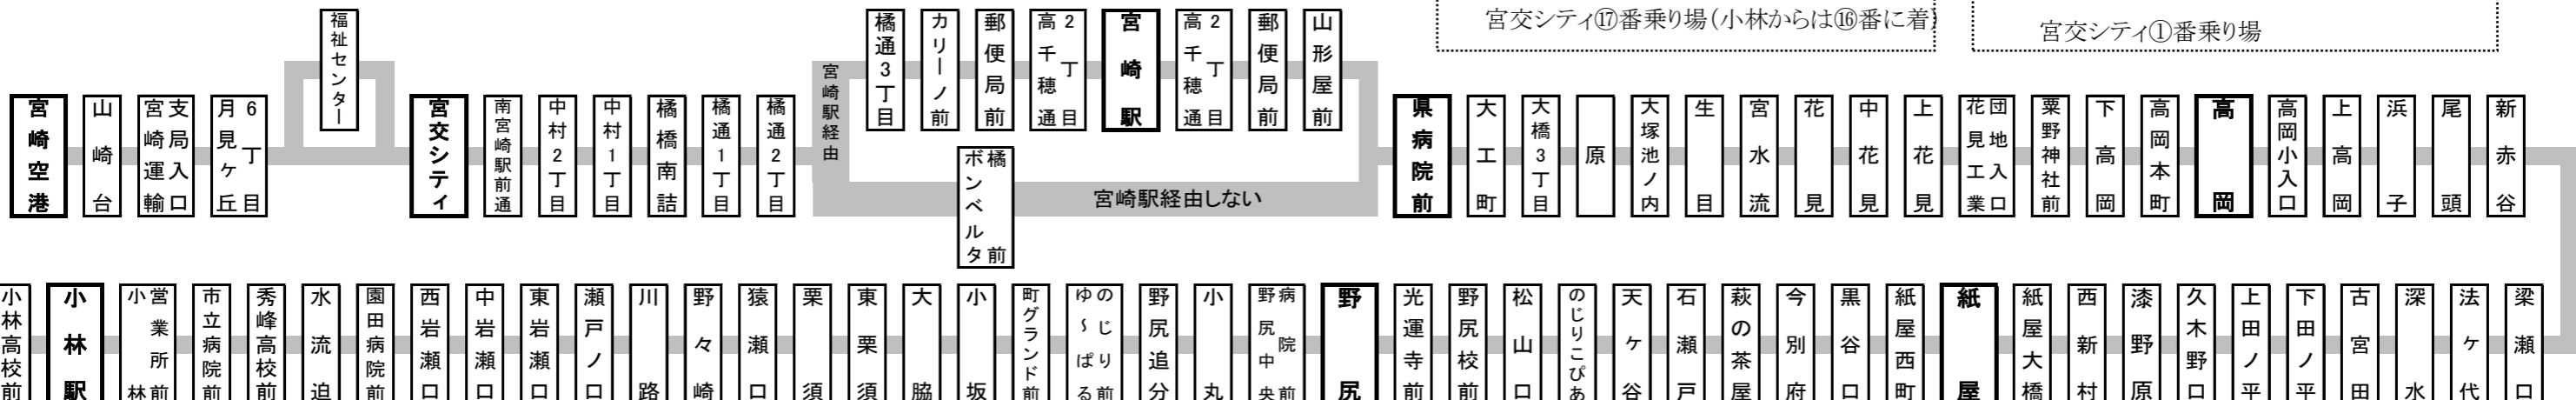 宮交シティ⑰番乗り場(小林からは⑯番に着)
宮交シティ①番乗り場
宮崎空港
山崎台
宮崎運輸支局入口
月見ケ丘6丁目
福祉センター
宮交シティ
南宮崎駅前通
中村2丁目
中村1丁目
橘橋南詰
橘通1丁目
橘通2丁目
宮崎駅経由
橘通3丁目
カリーノ前
郵便局前
高千穂通2丁目
宮崎駅
高千穂通2丁目
郵便局前
山形屋前
橘ボンベルタ前
宮崎駅経由しない
県病院前
大工町
大橋3丁目
原
大塚池ノ内
生目
宮水流
花見
中花見
上花見
花見工業団地入口
粟野神社前
下高岡
高岡本町
高岡
高岡小入口
上高岡
浜子
尾頭
新赤谷
小林高校前
小林駅
小林営業所前
市立病院前
秀峰高校前
水流迫
園田病院前
西岩瀬口
中岩瀬口
東岩瀬口
瀬戸ノ口
川路
野々崎
猿瀬口
栗須
東栗須
大脇
小坂
町グランド前
のじりゆ~ぱる前
野尻追分
小丸
野尻中央病院前
野尻
光運寺前
野尻校前
松山口
のじりこぴあ
天ケ谷
石瀬戸
萩の茶屋
今別府
黒谷口
紙屋西町
紙屋
紙屋大橋
西新村
漆野原
久木野口
上田ノ平
下田ノ平
古宮田
深水
法ケ代
梁瀬口